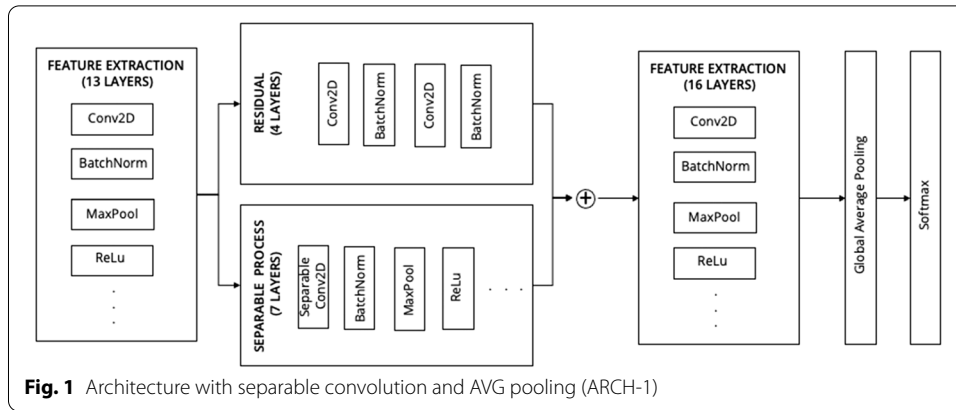 FEATURE EXTRACTION
(13 LAYERS)
Conv2D
BatchNorm
MaxPool
ReLu
. . .
RESIDUAL
(4 LAYERS)
Conv2D
BatchNorm
Conv2D
BatchNorm
SEPARABLE PROCESS
(7 LAYERS)
Separable
Conv2D
BatchNorm
MaxPool
ReLu
. . .
+
FEATURE EXTRACTION
(16 LAYERS)
Conv2D
BatchNorm
MaxPool
ReLu
. . .
Global Average Pooling
Softmax
Fig. 1 Architecture with separable convolution and AVG pooling (ARCH-1)